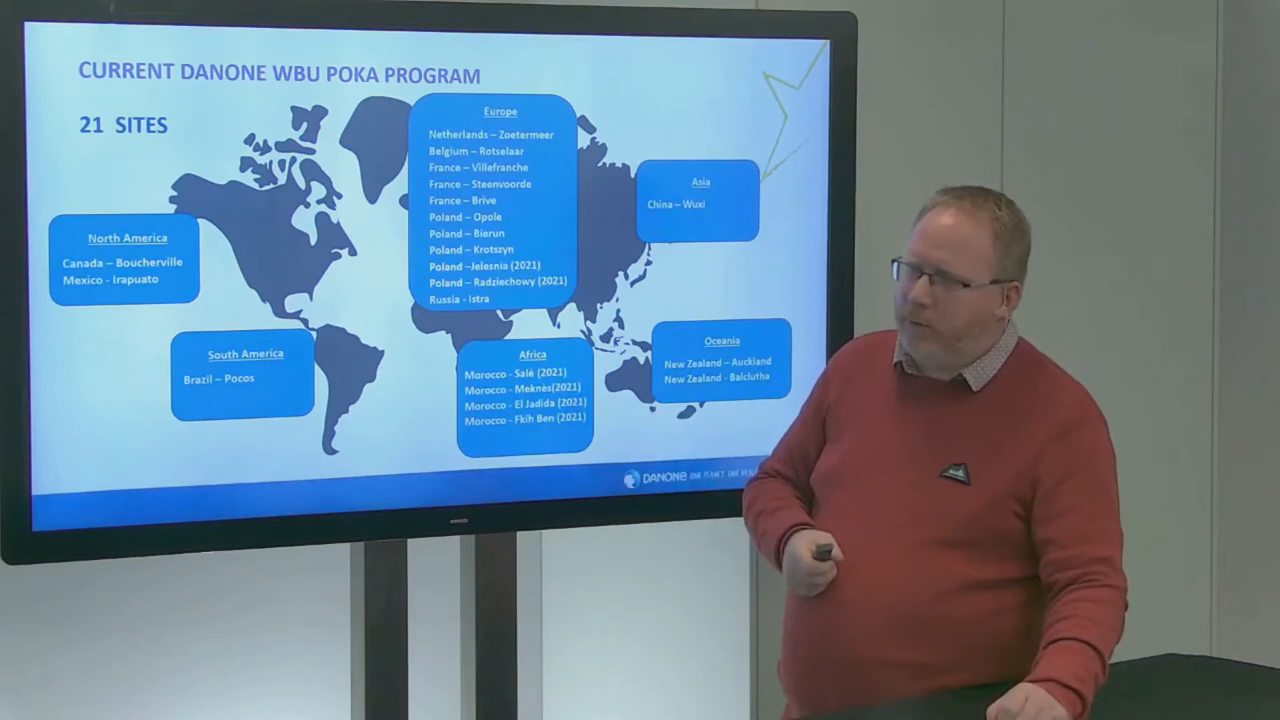 CURRENT DANONE WBU POKA PROGRAM
21 SITES
Europe
Netherlands – Zoetermeer
Belgium – Rotselaar
France – Villefranche
France – Steenvoorde
France – Brive
Poland – Opole
Poland – Bierun
Poland – Krotszyn
Poland –Jelesnia (2021)
Poland – Radziechowy (2021)
Russia - Istra
Asia
China – Wuxi
North America
Canada – Boucherville
Mexico - Irapuato
South America
Brazil – Pocos
Africa
Morocco - Salé (2021)
Morocco - Meknès(2021)
Morocco - El Jadida (2021)
Morocco - Fkih Ben (2021)
Oceania
New Zealand – Auckland
New Zealand - Balclutha
DANONE ONE PLANET. ONE